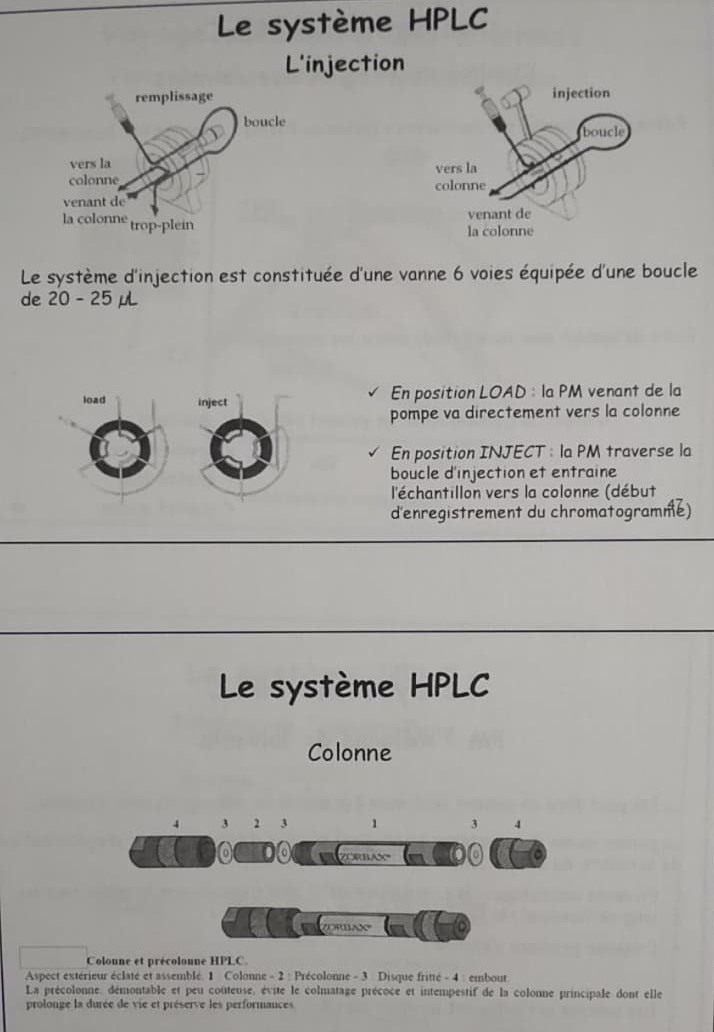 Le système HPLC
L'injection
remplissage
boucle
vers la
colonne
venant de
la colonne
trop-plein
injection
boucle
vers la
colonne
venant de
la colonne
Le système d'injection est constituée d'une vanne 6 voies équipée d'une boucle
de 20 - 25 µL
load
inject
✓ En position LOAD : la PM venant de la
pompe va directement vers la colonne
✓ En position INJECT : la PM traverse la
boucle d'injection et entraine
l'échantillon vers la colonne (début
d'enregistrement du chromatogramme)
47
Le système HPLC
Colonne
4 3 2 3 1 3 4
ZORBAX®
ZORBAX®
Colonne et précolonne HPLC.
Aspect extérieur éclaté et assemblé. 1 : Colonne - 2 : Précolonne - 3 : Disque fritté - 4 : embout.
La précolonne, démontable et peu coûteuse, évite le colmatage précoce et intempestif de la colonne principale dont elle
prolonge la durée de vie et préserve les performances.